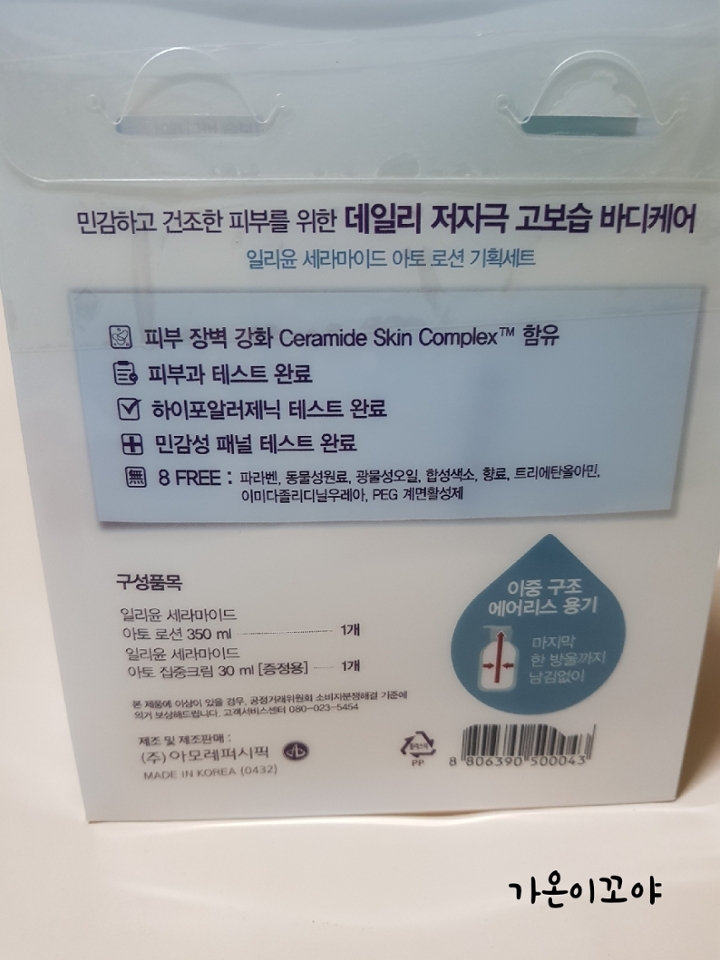 민감하고 건조한 피부를 위한 데일리 저자극 고보습 바디케어
일리윤 세라마이드 아토 로션 기획세트
피부 장벽 강화 Ceramide Skin Complex™ 함유
피부과 테스트 완료
하이포알러제닉 테스트 완료
민감성 패널 테스트 완료
無 8 FREE : 파라벤, 동물성원료, 광물성오일, 합성색소, 향료, 트리에탄올아민,
이미다졸리디닐우레아, PEG 계면활성제
구성품목
일리윤 세라마이드
아토 로션 350 ml 1개
일리윤 세라마이드
아토 집중크림 30 ml [증정용] 1개
본 제품에 이상이 있을 경우, 공정거래위원회 소비자분쟁해결 기준에
의거 보상해드립니다. 고객서비스센터 080-023-5454
제조 및 제조판매 :
(주)아모레퍼시픽
MADE IN KOREA (0432)
이중 구조
에어리스 용기
마지막
한 방울까지
남김없이
플라스틱
PP
8 806390 500043
가온이꼬야